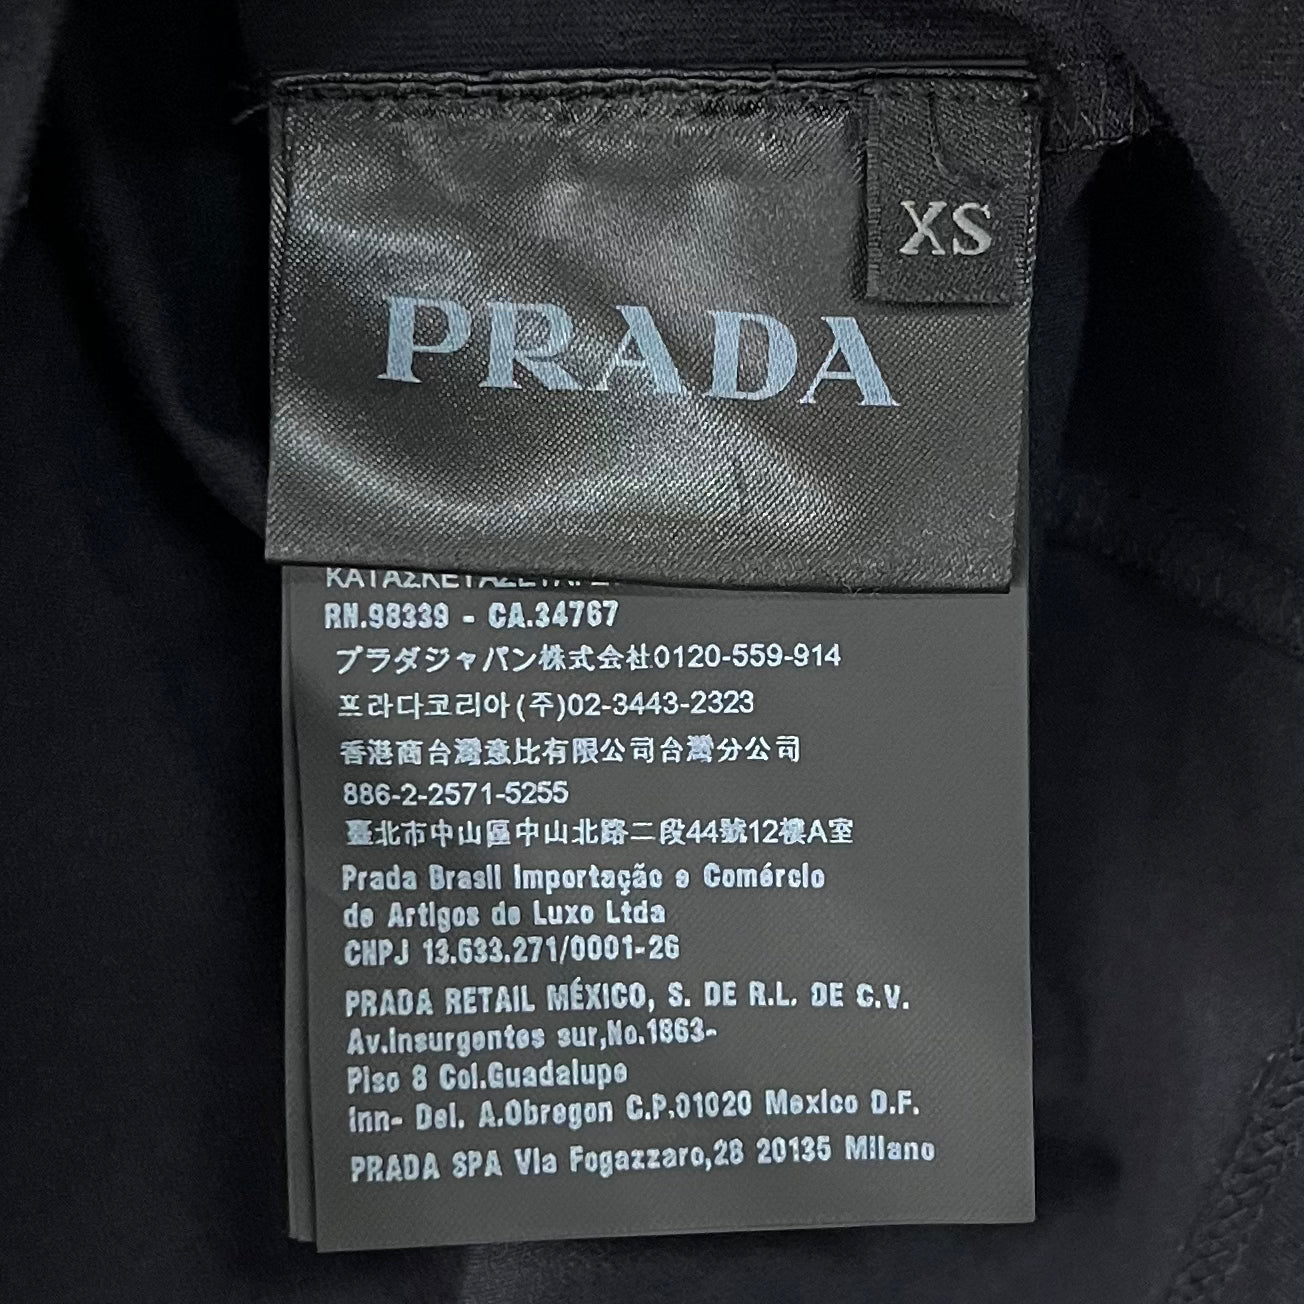 XS
PRADA
RN.98339 - CA.34767
プラダジャパン株式会社0120-559-914
프라다코리아(주)02-3443-2323
香港商台灣意比有限公司台灣分公司
886-2-2571-5255
臺北市中山區中山北路二段44號12樓A室
Prada Brasil Importação e Comércio
de Artigos de Luxo Ltda
CNPJ 13.633.271/0001-26
PRADA RETAIL MÉXICO, S. DE R.L. DE C.V.
Av.Insurgentes sur,No.1863-
Piso 8 Col.Guadalupe
Inn- Del. A.Obregon C.P.01020 Mexico D.F.
PRADA SPA Via Fogazzaro,28 20135 Milano